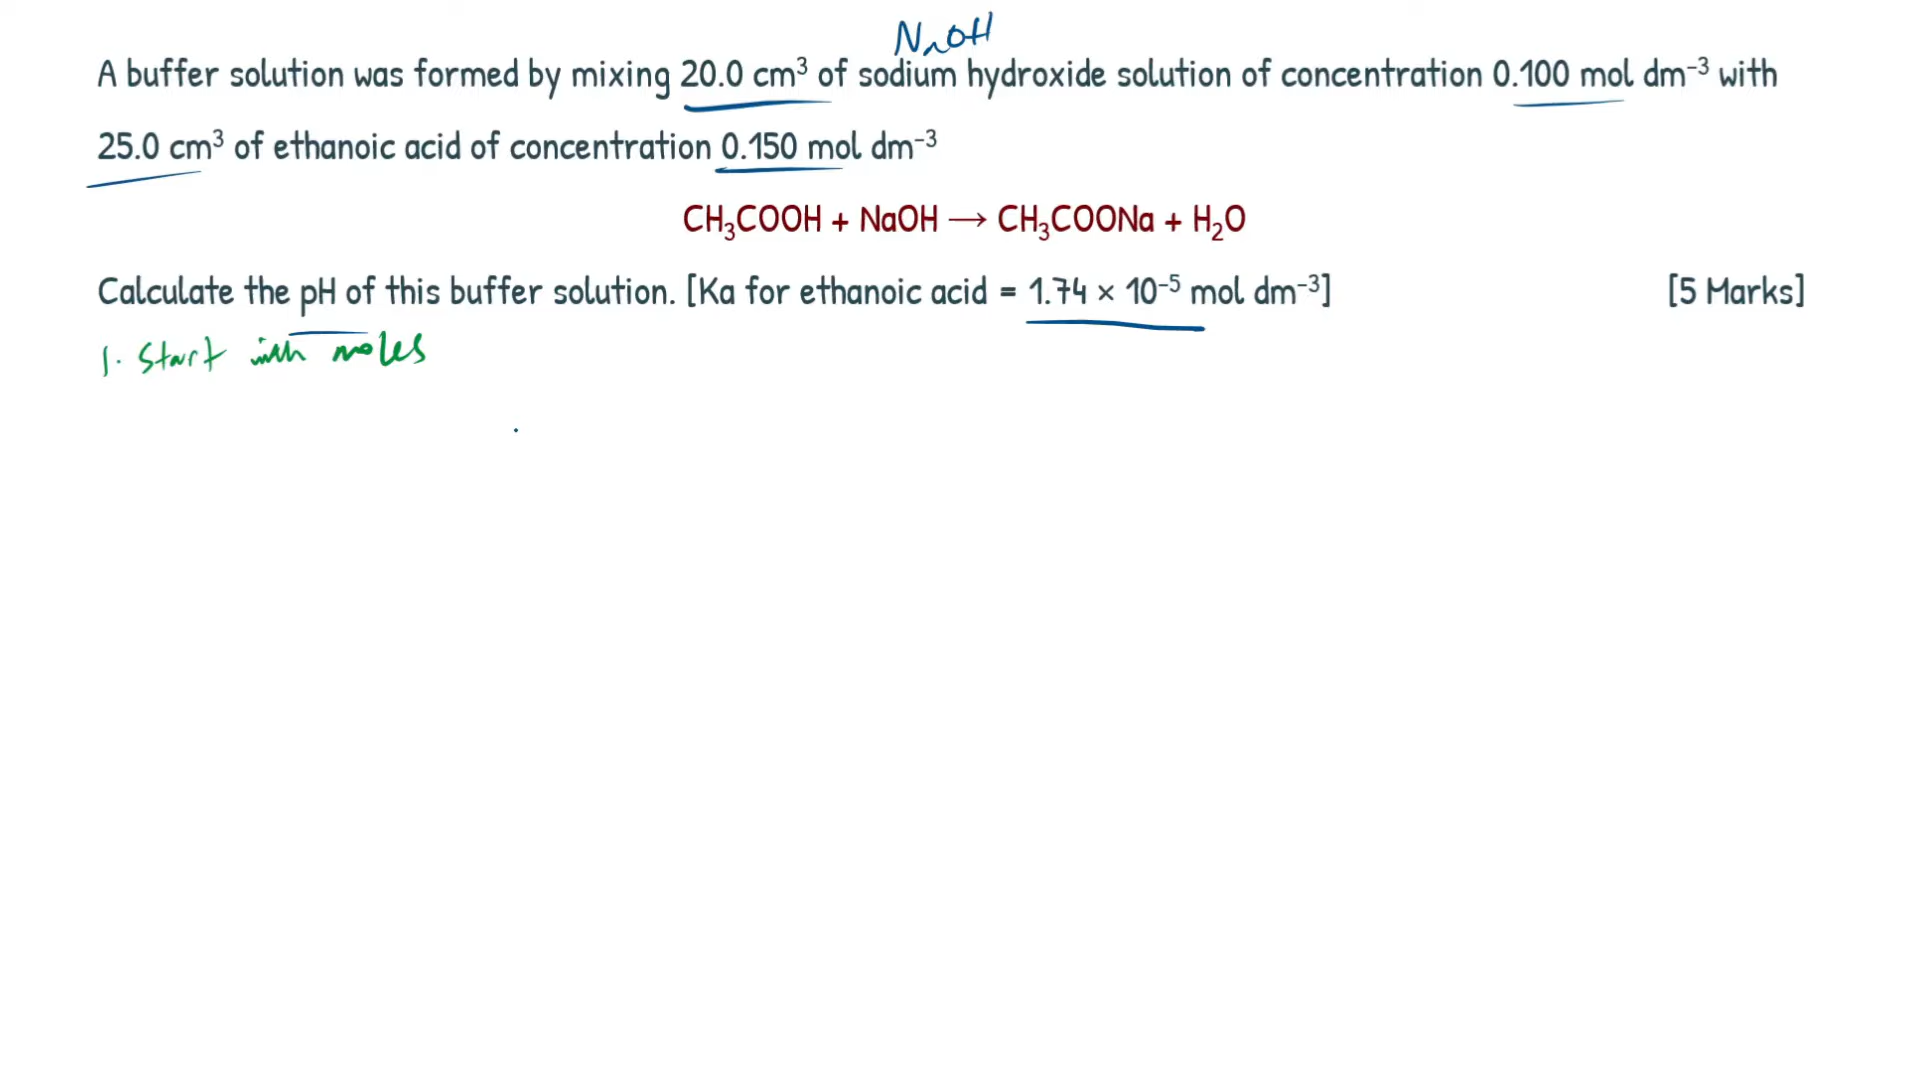 NaOH
A buffer solution was formed by mixing 20.0 cm³ of sodium hydroxide solution of concentration 0.100 mol dm⁻³ with
25.0 cm³ of ethanoic acid of concentration 0.150 mol dm⁻³
CH₃COOH + NaOH ⟶ CH₃COONa + H₂O
Calculate the pH of this buffer solution. [Ka for ethanoic acid = 1.74 × 10⁻⁵ mol dm⁻³] [5 Marks]
1. Start with moles